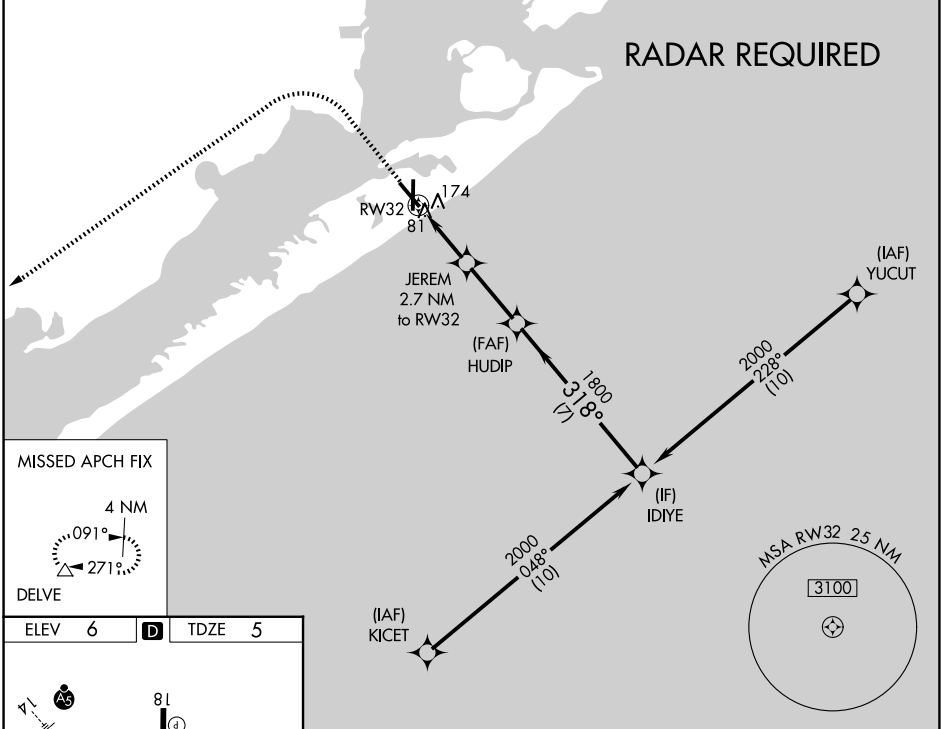 RADAR REQUIRED
174
RW32
81
JEREM
2.7 NM
to RW32
(IAF)
YUCUT
(FAF)
HUDIP
2000
228°
(10)
1800
318°
(7)
(IF)
IDIYE
2000
048°
(10)
(IAF)
KICET
MISSED APCH FIX
4 NM
091°
271°
DELVE
MSA RW32 25 NM
3100
ELEV 6 D TDZE 5
14
A5
18
P